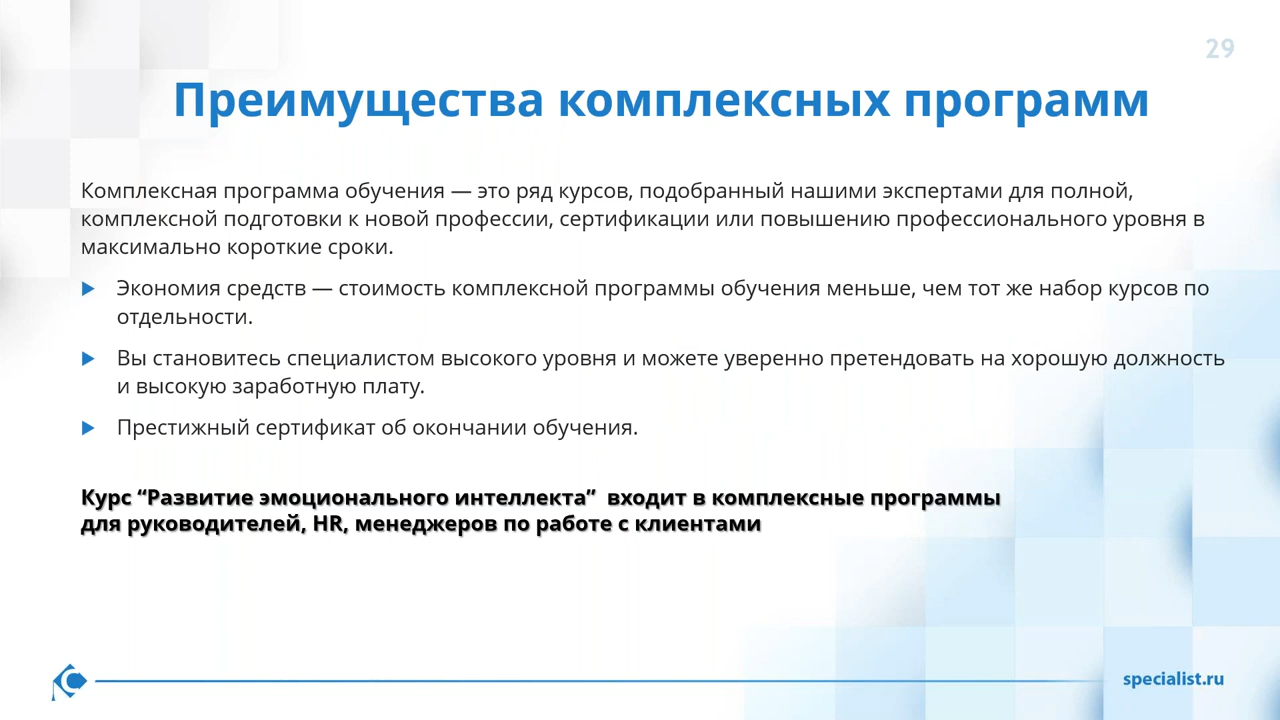 29
Преимущества комплексных программ
Комплексная программа обучения — это ряд курсов, подобранный нашими экспертами для полной,
комплексной подготовки к новой профессии, сертификации или повышению профессионального уровня в
максимально короткие сроки.
Экономия средств — стоимость комплексной программы обучения меньше, чем тот же набор курсов по
отдельности.
Вы становитесь специалистом высокого уровня и можете уверенно претендовать на хорошую должность
и высокую заработную плату.
Престижный сертификат об окончании обучения.
Курс “Развитие эмоционального интеллекта” входит в комплексные программы
для руководителей, HR, менеджеров по работе с клиентами
specialist.ru